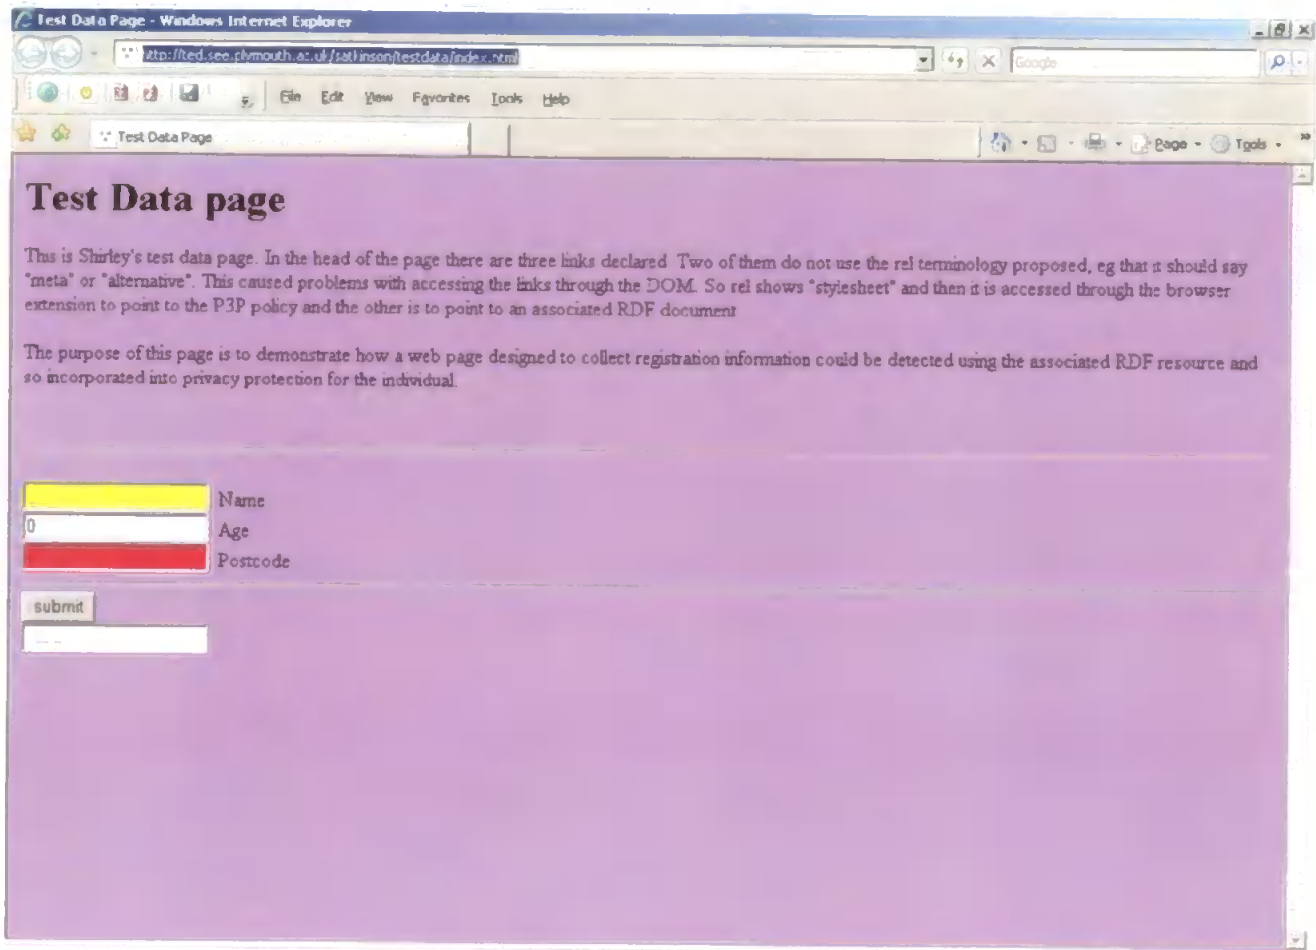 Test Data Page - Windows Internet Explorer
http://ted.see.plymouth.ac.uk/satkinson/testdata/index.html
Google
File Edit View Favorites Tools Help
Test Data Page
Page Tools
Test Data page
This is Shirley's test data page. In the head of the page there are three links declared Two of them do not use the rel terminology proposed, eg that it should say
"meta" or "alternative". This caused problems with accessing the links through the DOM. So rel shows "stylesheet" and then it is accessed through the browser
extension to point to the P3P policy and the other is to point to an associated RDF document
The purpose of this page is to demonstrate how a web page designed to collect registration information could be detected using the associated RDF resource and
so incorporated into privacy protection for the individual.
Name
0 Age
Postcode
submit